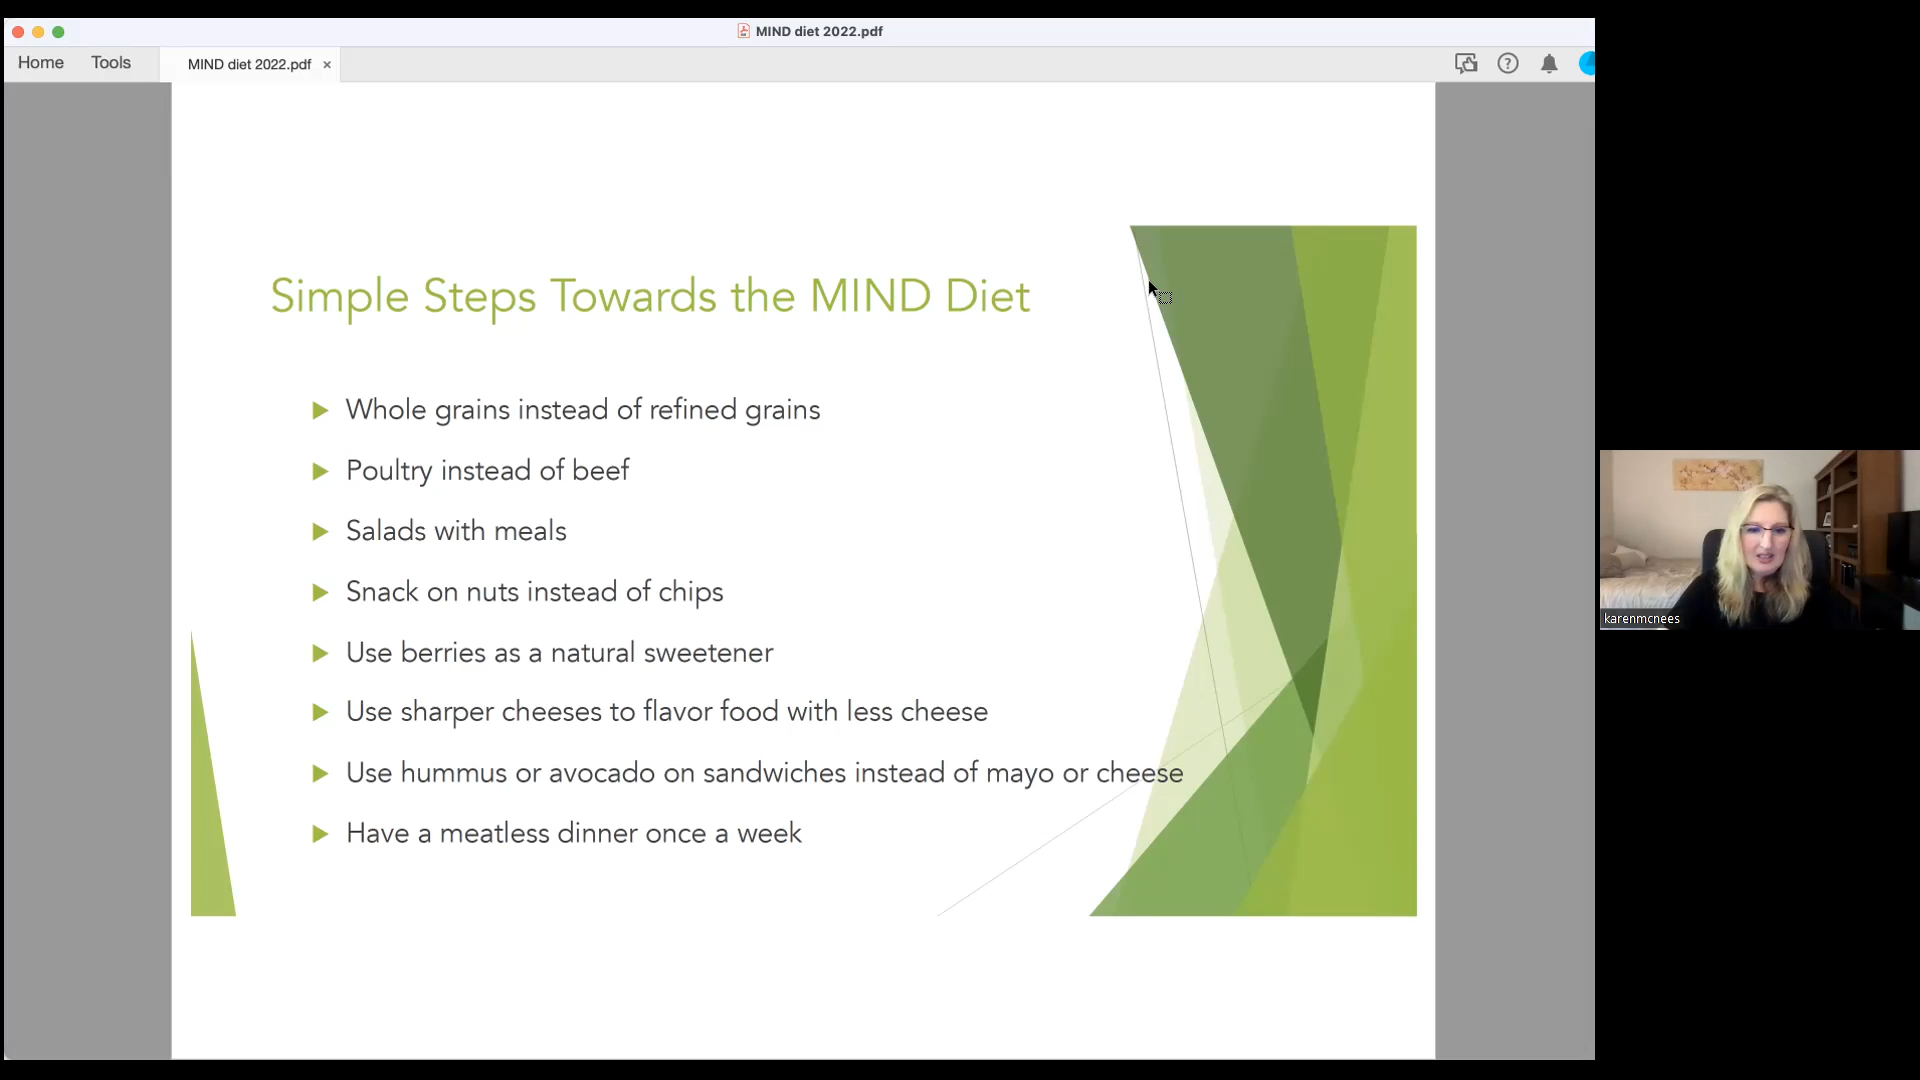 MIND diet 2022.pdf
Home Tools MIND diet 2022.pdf ×
Simple Steps Towards the MIND Diet
Whole grains instead of refined grains
Poultry instead of beef
Salads with meals
Snack on nuts instead of chips
Use berries as a natural sweetener
Use sharper cheeses to flavor food with less cheese
Use hummus or avocado on sandwiches instead of mayo or cheese
Have a meatless dinner once a week
karenmcnees